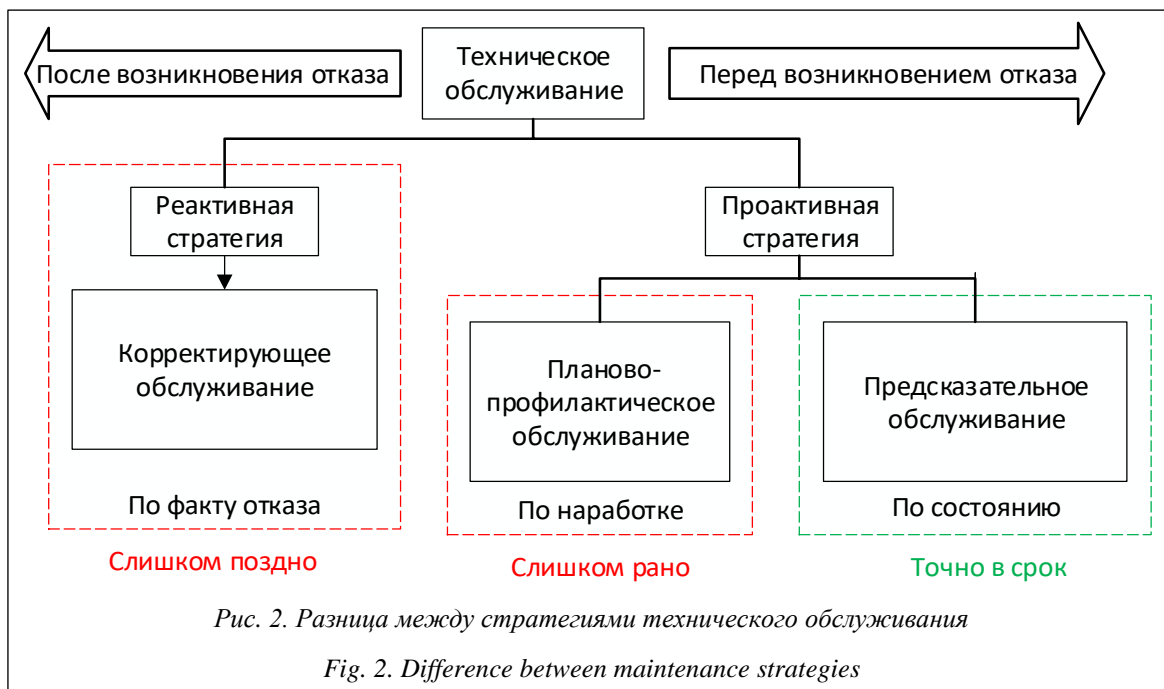 После возникновения отказа
Техническое
обслуживание
Перед возникновением отказа
Реактивная
стратегия
Проактивная
стратегия
Корректирующее
обслуживание
Планово-
профилактическое
обслуживание
Предсказательное
обслуживание
По факту отказа
По наработке
По состоянию
Слишком поздно
Слишком рано
Точно в срок
Рис. 2. Разница между стратегиями технического обслуживания
Fig. 2. Difference between maintenance strategies